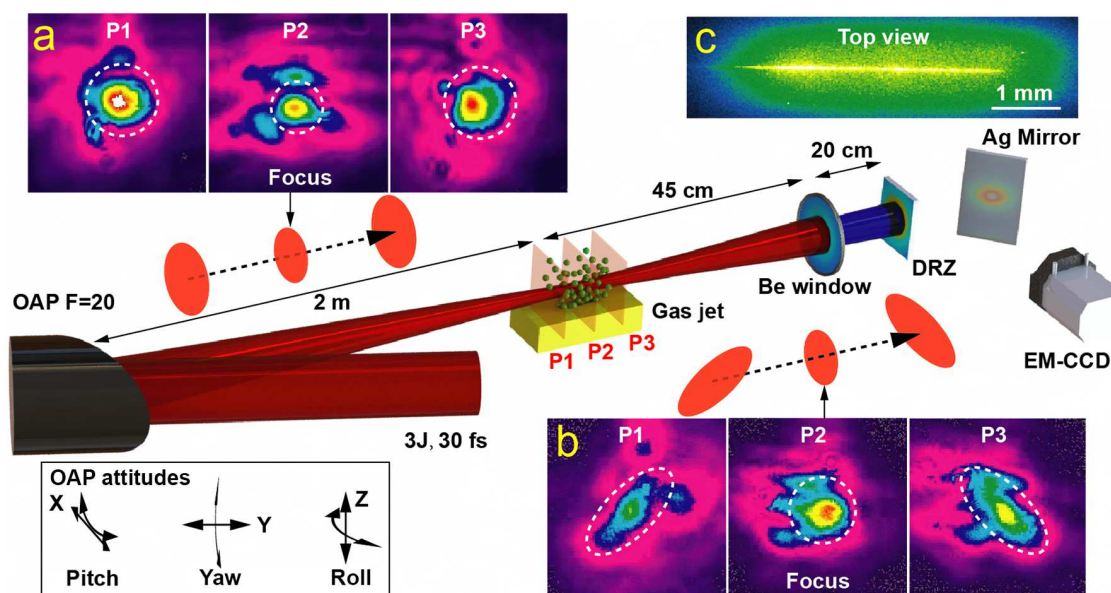 a
P1
P2
P3
Focus
c
Top view
1 mm
Ag Mirror
20 cm
45 cm
DRZ
Be window
EM-CCD
OAP F=20
2 m
Gas jet
P1
P2
P3
3J, 30 fs
OAP attitudes
X
Y
Z
Pitch
Yaw
Roll
b
P1
P2
P3
Focus